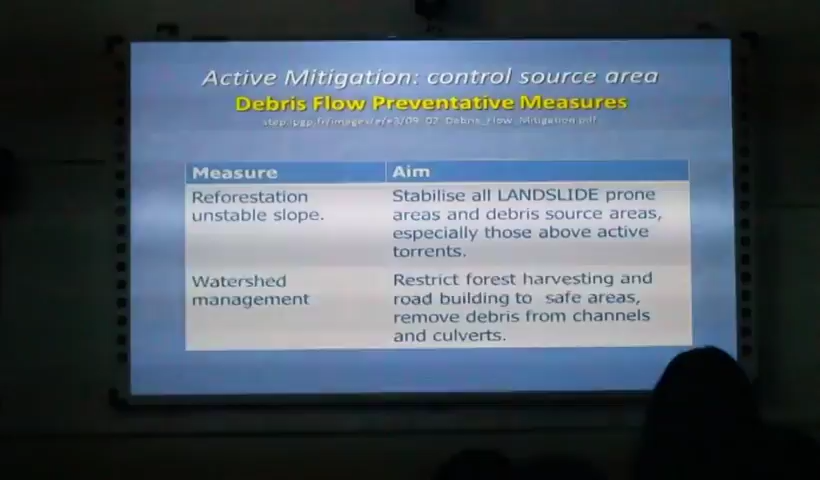 Active Mitigation: control source area
Debris Flow Preventative Measures
Measure Aim
Reforestation
unstable slope.
Stabilise all LANDSLIDE prone
areas and debris source areas,
especially those above active
torrents.
Watershed
management
Restrict forest harvesting and
road building to safe areas,
remove debris from channels
and culverts.